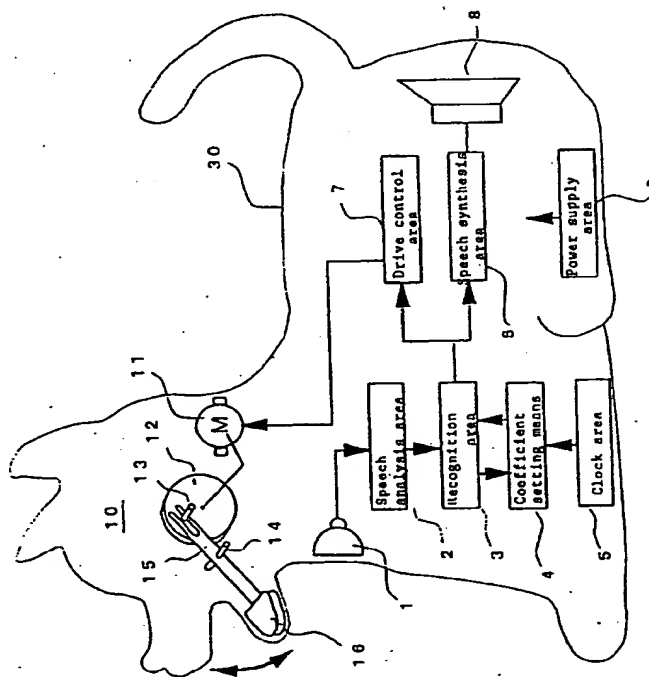 8
30
7
Drive control
area
Speech synthesis
area
6
Power supply
area
11
M
12
13
10
15
14
16
1
Speech
analysis area
2
Recognition
area
3
Coefficient
setting means
4
Clock area
5